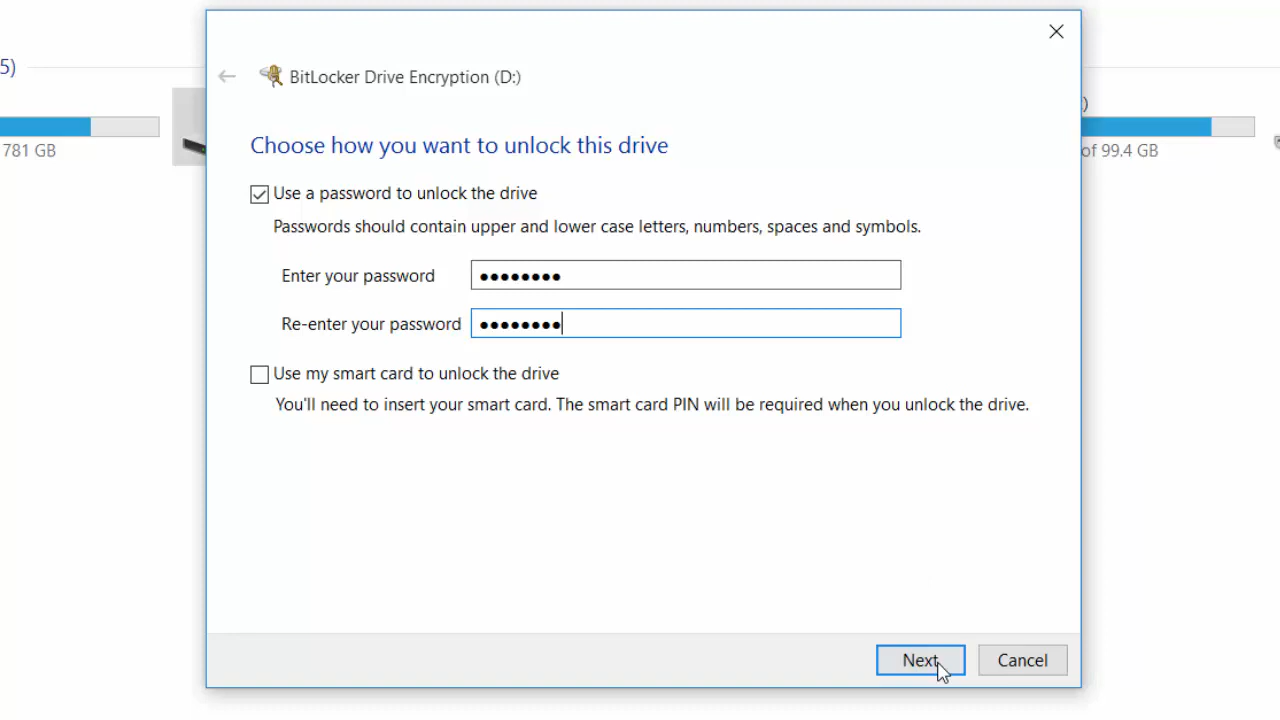 5)
BitLocker Drive Encryption (D:)
)
781 GB
of 99.4 GB
Choose how you want to unlock this drive
Use a password to unlock the drive
Passwords should contain upper and lower case letters, numbers, spaces and symbols.
Enter your password ●●●●●●●●
Re-enter your password ●●●●●●●●
Use my smart card to unlock the drive
You'll need to insert your smart card. The smart card PIN will be required when you unlock the drive.
Next Cancel